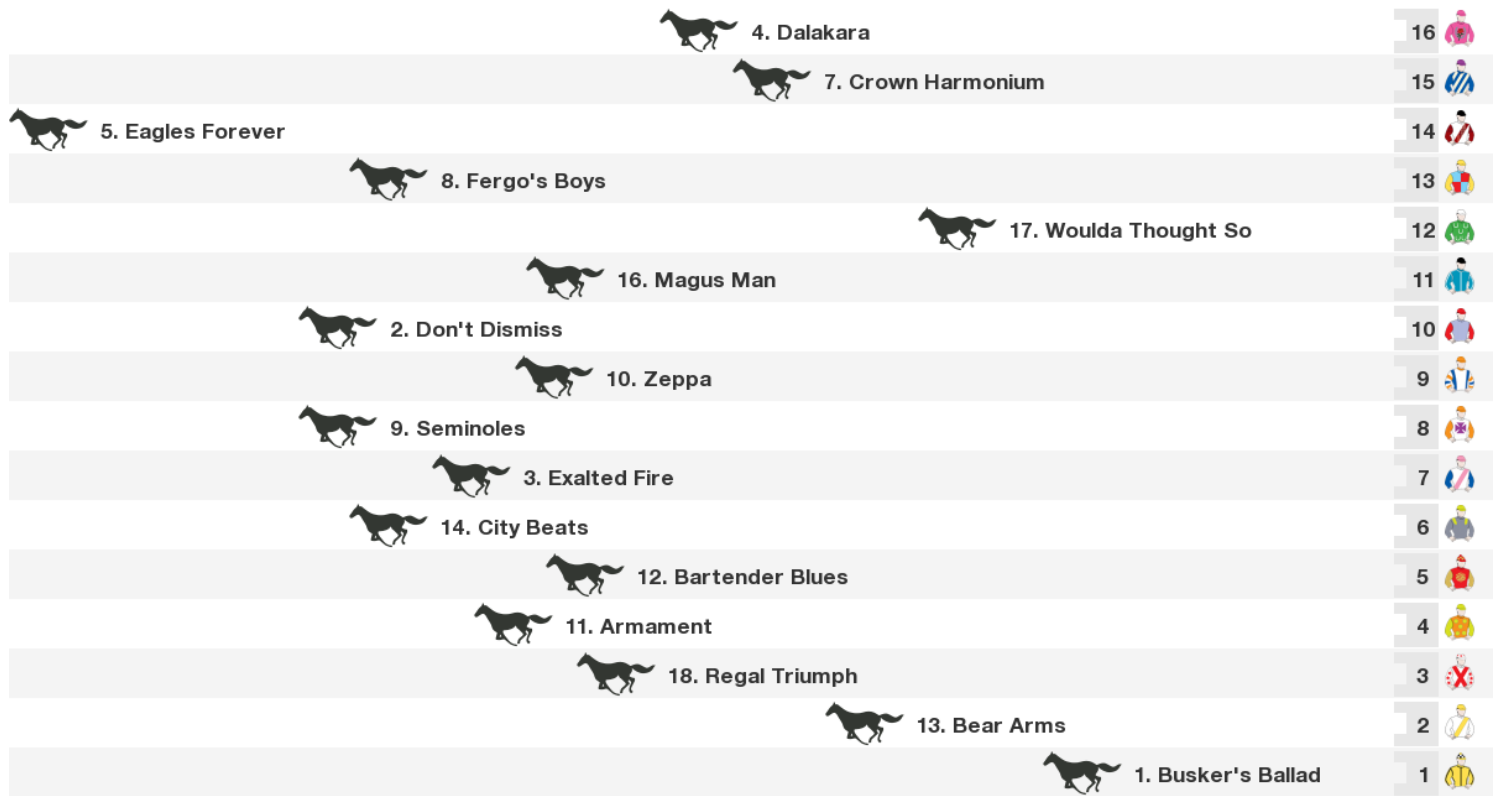 4. Dalakara 16
7. Crown Harmonium 15
5. Eagles Forever 14
8. Fergo's Boys 13
17. Woulda Thought So 12
16. Magus Man 11
2. Don't Dismiss 10
10. Zeppa 9
9. Seminoles 8
3. Exalted Fire 7
14. City Beats 6
12. Bartender Blues 5
11. Armament 4
18. Regal Triumph 3
13. Bear Arms 2
1. Busker's Ballad 1